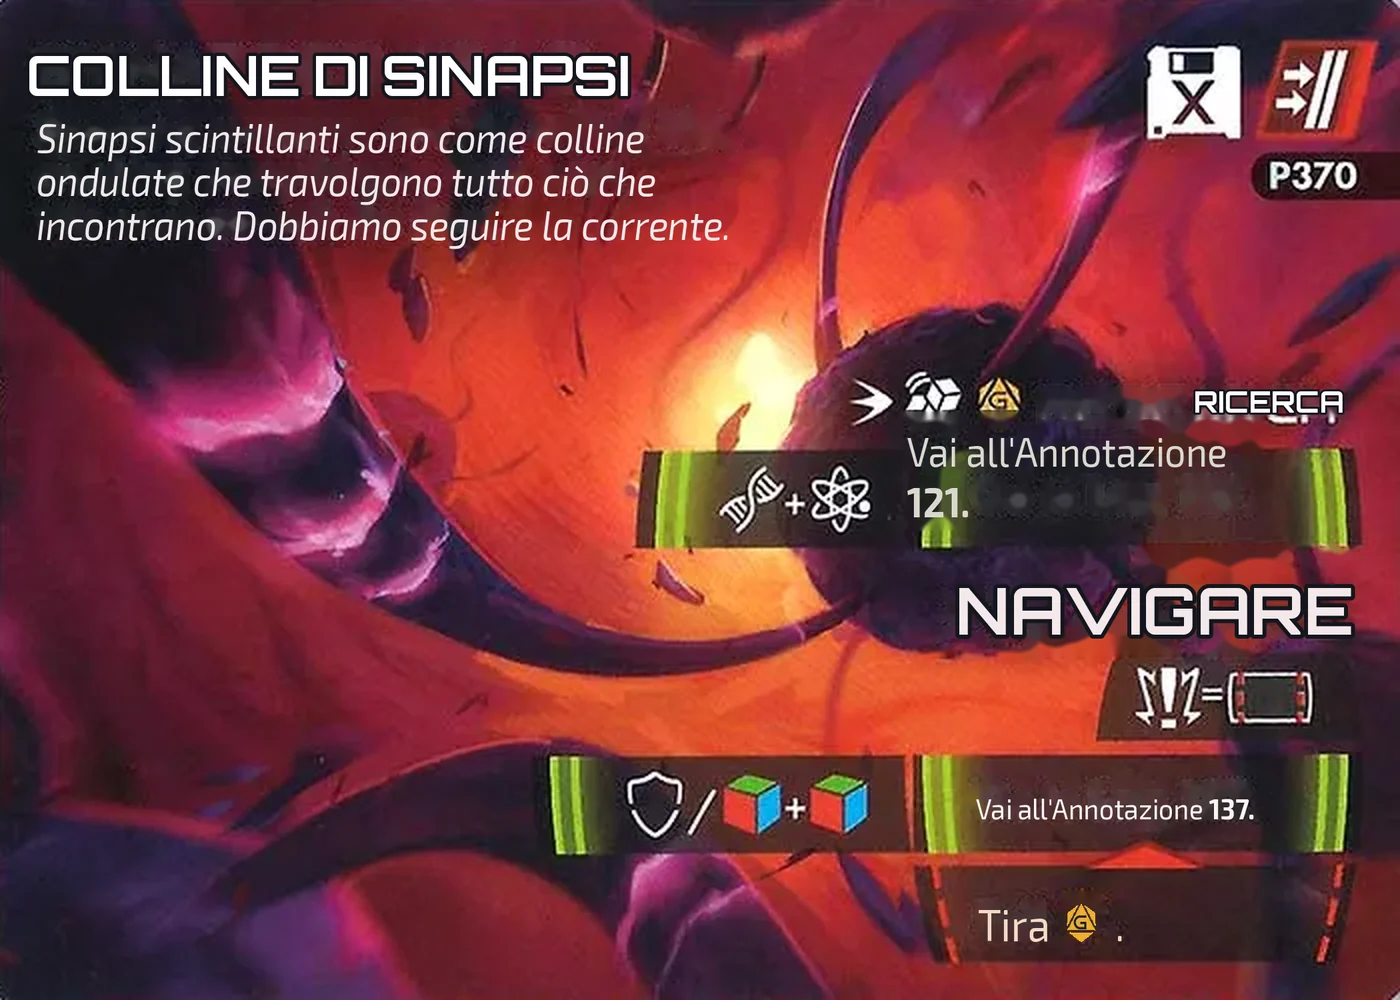 COLLINE DI SINAPSI
Sinapsi scintillanti sono come colline
ondulate che travolgono tutto ciò che
incontrano. Dobbiamo seguire la corrente.
X
P370
G
RICERCA
Vai all'Annotazione
121.
+
NAVIGARE
! =
/ +
Vai all'Annotazione 137.
Tira G .